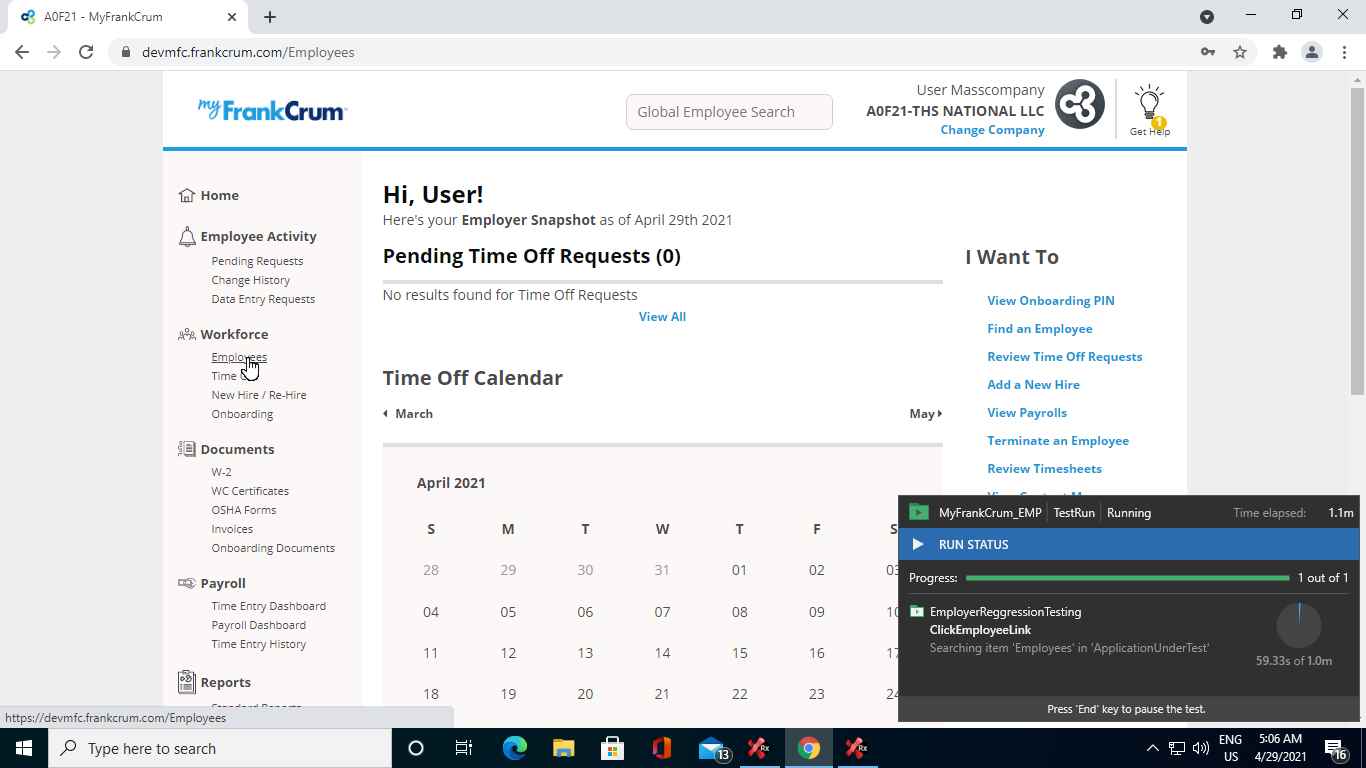 A0F21 - MyFrankCrum
devmfc.frankcrum.com/Employees
myFrankCrum
Global Employee Search
User Masscompany
A0F21-THS NATIONAL LLC
Change Company
Get Help
1
Home
Employee Activity
Pending Requests
Change History
Data Entry Requests
Workforce
Employees
Time
New Hire / Re-Hire
Onboarding
Documents
W-2
WC Certificates
OSHA Forms
Invoices
Onboarding Documents
Payroll
Time Entry Dashboard
Payroll Dashboard
Time Entry History
Reports
Hi, User!
Here's your Employer Snapshot as of April 29th 2021
Pending Time Off Requests (0)
No results found for Time Off Requests
View All
Time Off Calendar
March
May
April 2021
S M T W T F S
28 29 30 31 01 02 03
04 05 06 07 08 09 10
11 12 13 14 15 16 17
18 19 20 21 22 23 24
I Want To
View Onboarding PIN
Find an Employee
Review Time Off Requests
Add a New Hire
View Payrolls
Terminate an Employee
Review Timesheets
MyFrankCrum_EMP TestRun Running Time elapsed: 1.1m
RUN STATUS
Progress: 1 out of 1
EmployerReggressionTesting
ClickEmployeeLink
Searching item 'Employees' in 'ApplicationUnderTest'
59.33s of 1.0m
Press 'End' key to pause the test.
https://devmfc.frankcrum.com/Employees
Type here to search
13
Rx
Rx
ENG
US
5:06 AM
4/29/2021
16